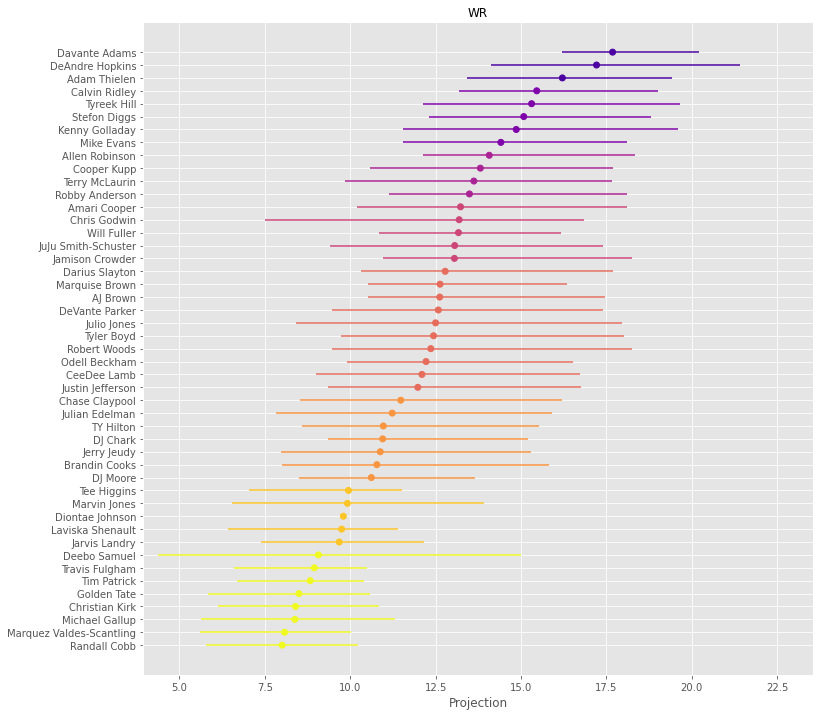 WR
Davante Adams
DeAndre Hopkins
Adam Thielen
Calvin Ridley
Tyreek Hill
Stefon Diggs
Kenny Golladay
Mike Evans
Allen Robinson
Cooper Kupp
Terry McLaurin
Robby Anderson
Amari Cooper
Chris Godwin
Will Fuller
JuJu Smith-Schuster
Jamison Crowder
Darius Slayton
Marquise Brown
AJ Brown
DeVante Parker
Julio Jones
Tyler Boyd
Robert Woods
Odell Beckham
CeeDee Lamb
Justin Jefferson
Chase Claypool
Julian Edelman
TY Hilton
DJ Chark
Jerry Jeudy
Brandin Cooks
DJ Moore
Tee Higgins
Marvin Jones
Diontae Johnson
Laviska Shenault
Jarvis Landry
Deebo Samuel
Travis Fulgham
Tim Patrick
Golden Tate
Christian Kirk
Michael Gallup
Marquez Valdes-Scantling
Randall Cobb
5.0 7.5 10.0 12.5 15.0 17.5 20.0 22.5
Projection